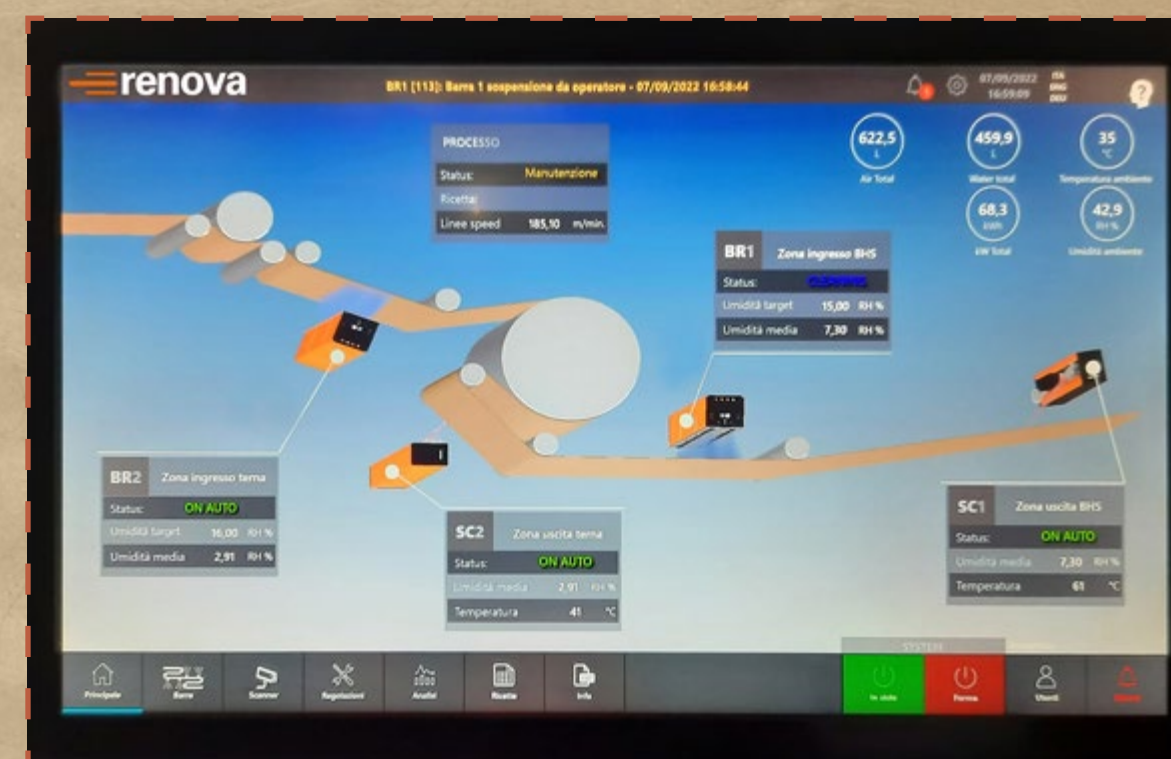 renova
BR1 [113]: Barra 1 sospensione da operatore - 07/09/2022 16:58:44
07/09/2022
16:59:09
ITA
ENG
DEU
?
PROCESSO
Status: Manutenzione
Ricetta:
Linee speed 185,10 m/min.
622,5
L
Air Total
459,9
L
Water total
35
°C
Temperatura ambiente
68,3
kWh
kW Total
42,9
RH %
Umidità ambiente
BR1 Zona ingresso BHS
Status: CLEANING
Umidità target 15,00 RH %
Umidità media 7,30 RH %
BR2 Zona ingresso terna
Status: ON AUTO
Umidità target 16,00 RH %
Umidità media 2,91 RH %
SC2 Zona uscita terna
Status: ON AUTO
Umidità media 2,91 RH %
Temperatura 41 °C
SC1 Zona uscita BHS
Status: ON AUTO
Umidità media 7,30 RH %
Temperatura 61 °C
SYSTEM
Principale
Barre
Scanner
Regolazioni
Analisi
Ricette
Info
In ciclo
Ferma
Utenti